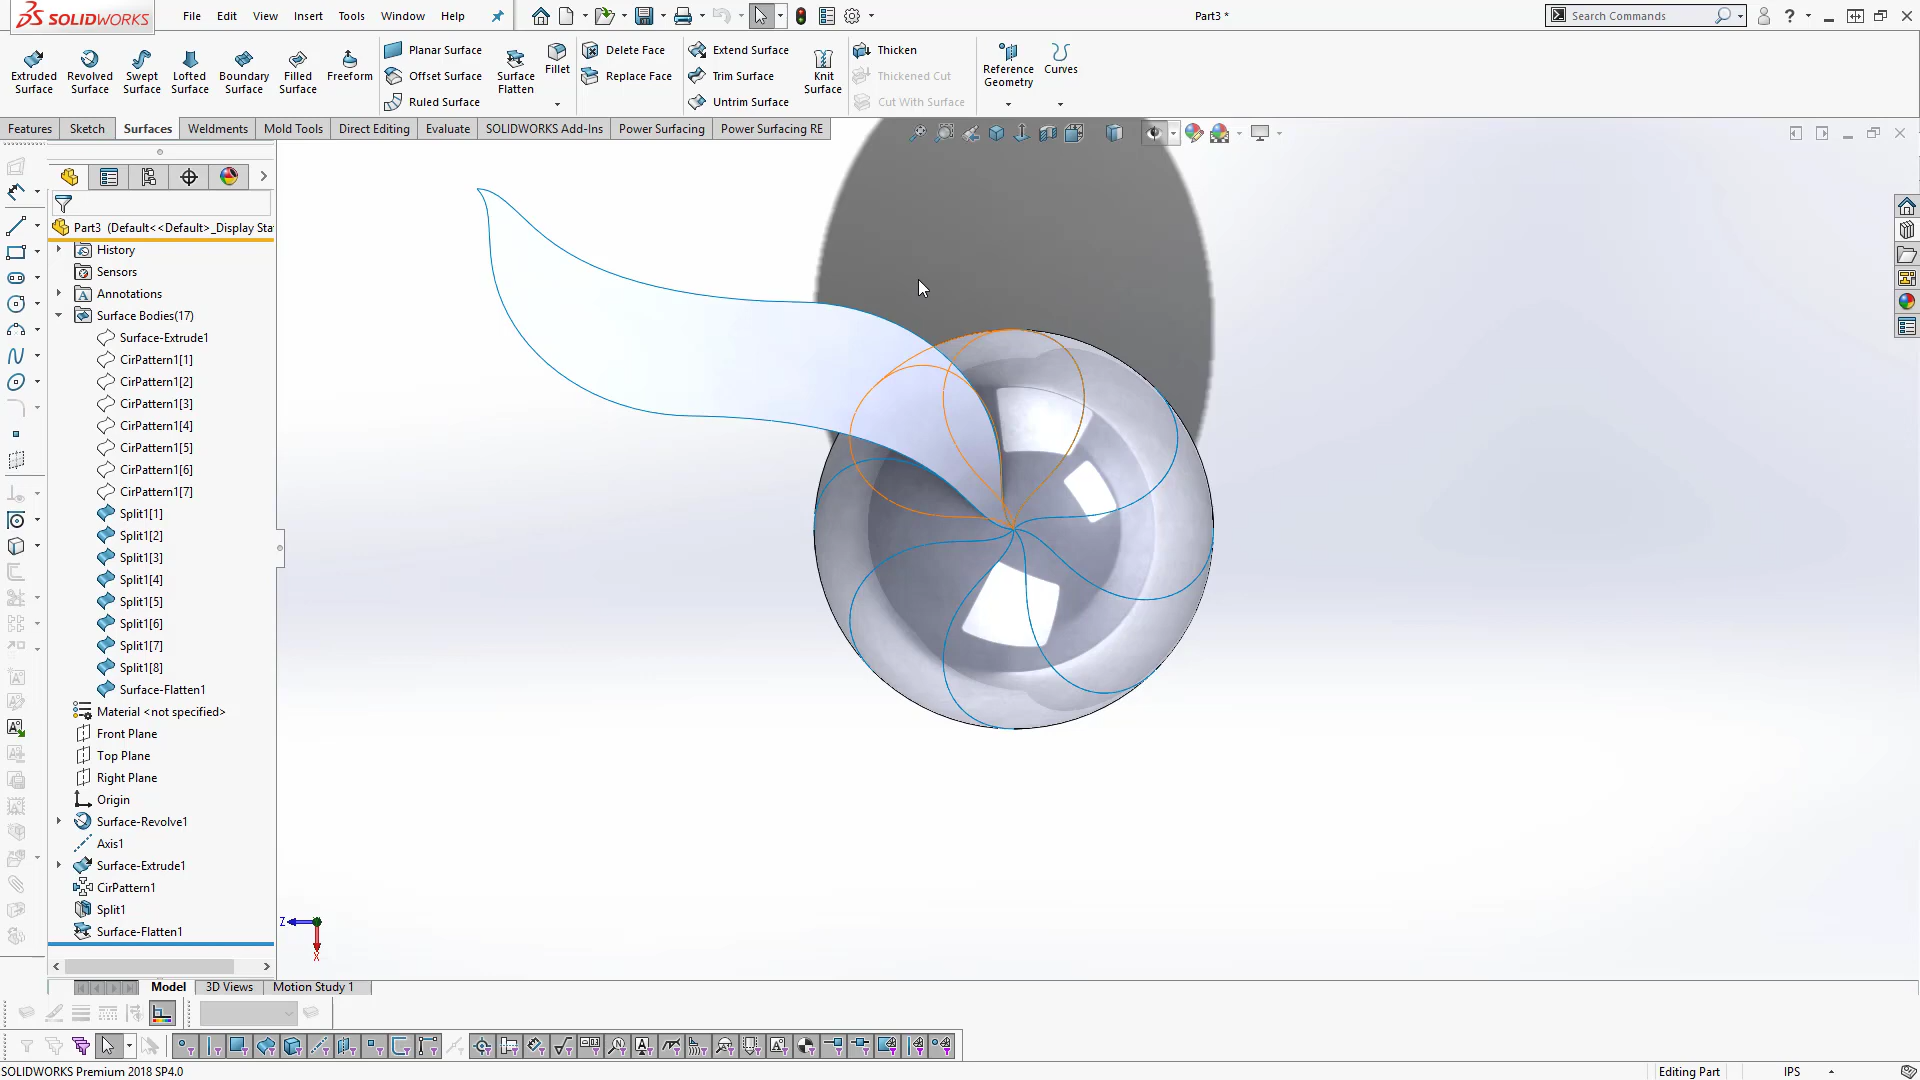 SOLIDWORKS
File Edit View Insert Tools Window Help
Part3 *
Search Commands
Extruded Surface
Revolved Surface
Swept Surface
Lofted Surface
Boundary Surface
Filled Surface
Freeform
Planar Surface
Offset Surface
Ruled Surface
Surface Flatten
Fillet
Delete Face
Replace Face
Extend Surface
Trim Surface
Untrim Surface
Knit Surface
Thicken
Thickened Cut
Cut With Surface
Reference Geometry
Curves
Features Sketch Surfaces Weldments Mold Tools Direct Editing Evaluate SOLIDWORKS Add-Ins Power Surfacing Power Surfacing RE
Part3 (Default<<Default>_Display Sta
History
Sensors
Annotations
Surface Bodies(17)
Surface-Extrude1
CirPattern1[1]
CirPattern1[2]
CirPattern1[3]
CirPattern1[4]
CirPattern1[5]
CirPattern1[6]
CirPattern1[7]
Split1[1]
Split1[2]
Split1[3]
Split1[4]
Split1[5]
Split1[6]
Split1[7]
Split1[8]
Surface-Flatten1
Material <not specified>
Front Plane
Top Plane
Right Plane
Origin
Surface-Revolve1
Axis1
Surface-Extrude1
CirPattern1
Split1
Surface-Flatten1
Z
X
Model 3D Views Motion Study 1
SOLIDWORKS Premium 2018 SP4.0
Editing Part IPS